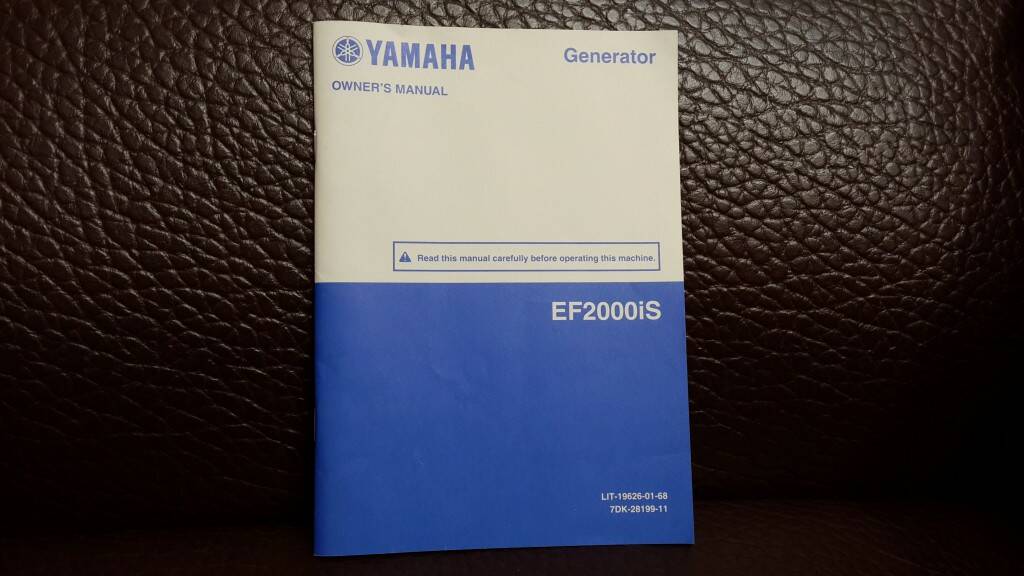 YAMAHA
Generator
OWNER'S MANUAL
Read this manual carefully before operating this machine.
EF2000iS
LIT-19626-01-68
7DK-28199-11